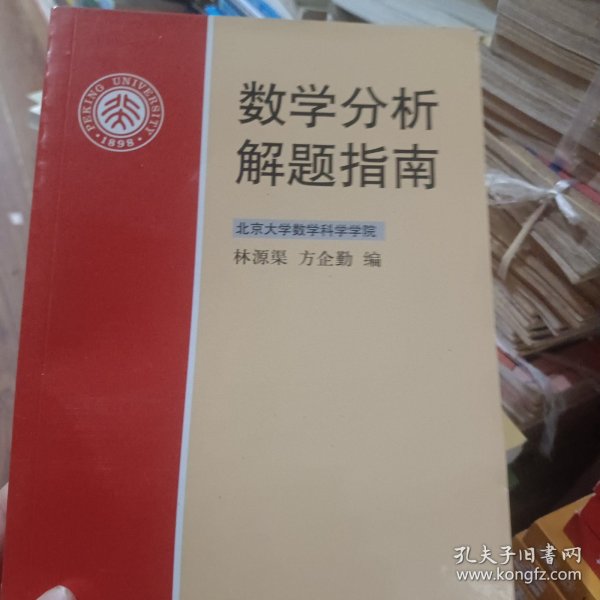 PEKING UNIVERSITY
·1898·
数学分析
解题指南
北京大学数学科学学院
林源渠 方企勤 编
孔夫子旧书网
www.kongfz.com